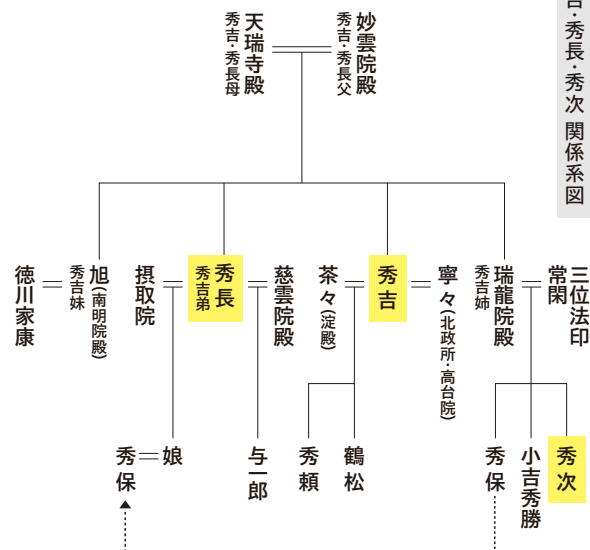 吉・秀長・秀次 関係系図
妙雲院殿
秀吉・秀長父
天瑞寺殿
秀吉・秀長母
三位法印
常閑
瑞龍院殿
秀吉姉
寧々(北政所・高台院)
秀吉
茶々(淀殿)
慈雲院殿
秀長
秀吉弟
摂取院
旭(南明院殿)
秀吉妹
徳川家康
秀次
小吉秀勝
秀保
鶴松
秀頼
与一郎
娘
秀保